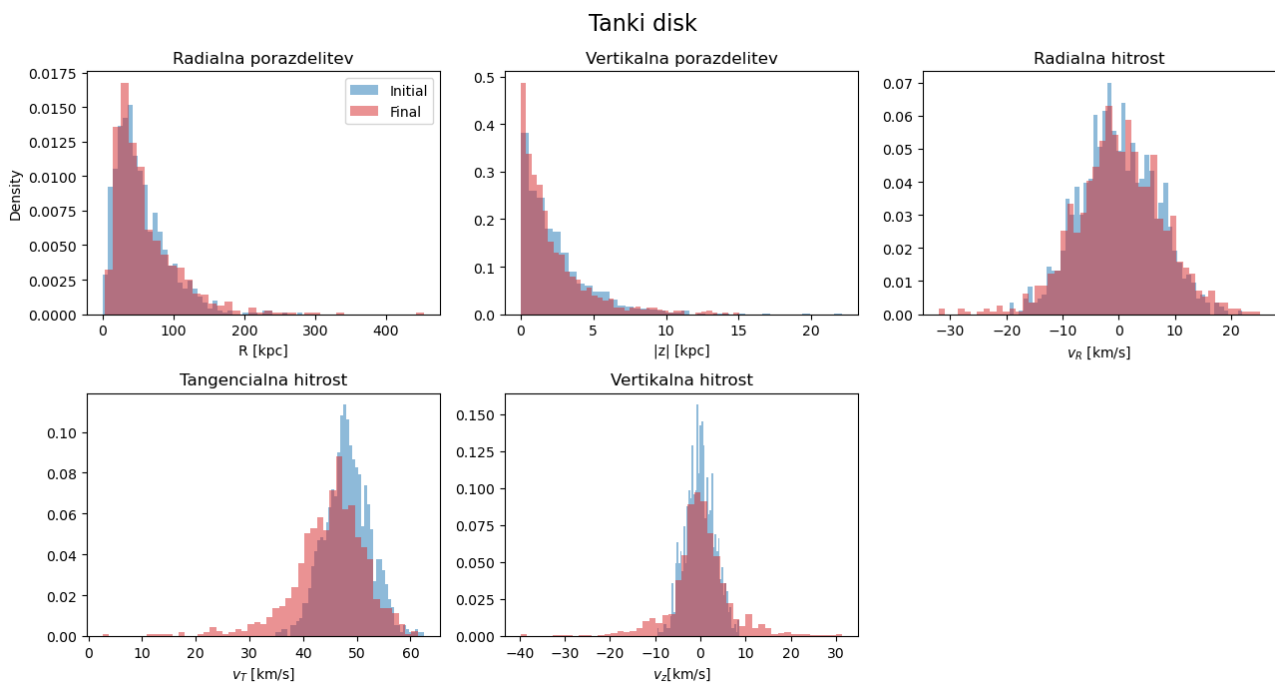 Tanki disk
Radialna porazdelitev
Vertikalna porazdelitev
Radialna hitrost
Initial
Final
Density
0.0175
0.0150
0.0125
0.0100
0.0075
0.0050
0.0025
0.0000
0 100 200 300 400
R [kpc]
0.5
0.4
0.3
0.2
0.1
0.0
0 5 10 15 20
|z| [kpc]
0.07
0.06
0.05
0.04
0.03
0.02
0.01
0.00
−30 −20 −10 0 10 20
v_R [km/s]
Tangencialna hitrost
Vertikalna hitrost
0.10
0.08
0.06
0.04
0.02
0.00
0 10 20 30 40 50 60
v_T [km/s]
0.150
0.125
0.100
0.075
0.050
0.025
0.000
−40 −30 −20 −10 0 10 20 30
v_z[km/s]